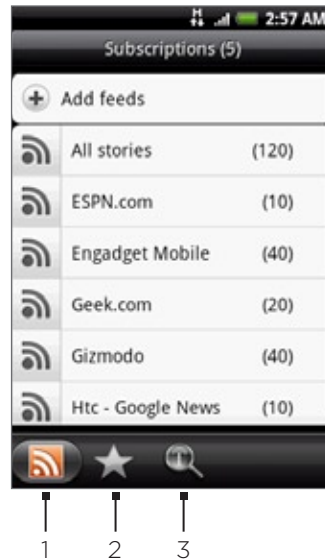 H 2:57 AM
Subscriptions (5)
Add feeds
All stories (120)
ESPN.com (10)
Engadget Mobile (40)
Geek.com (20)
Gizmodo (40)
Htc - Google News (10)
1 2 3